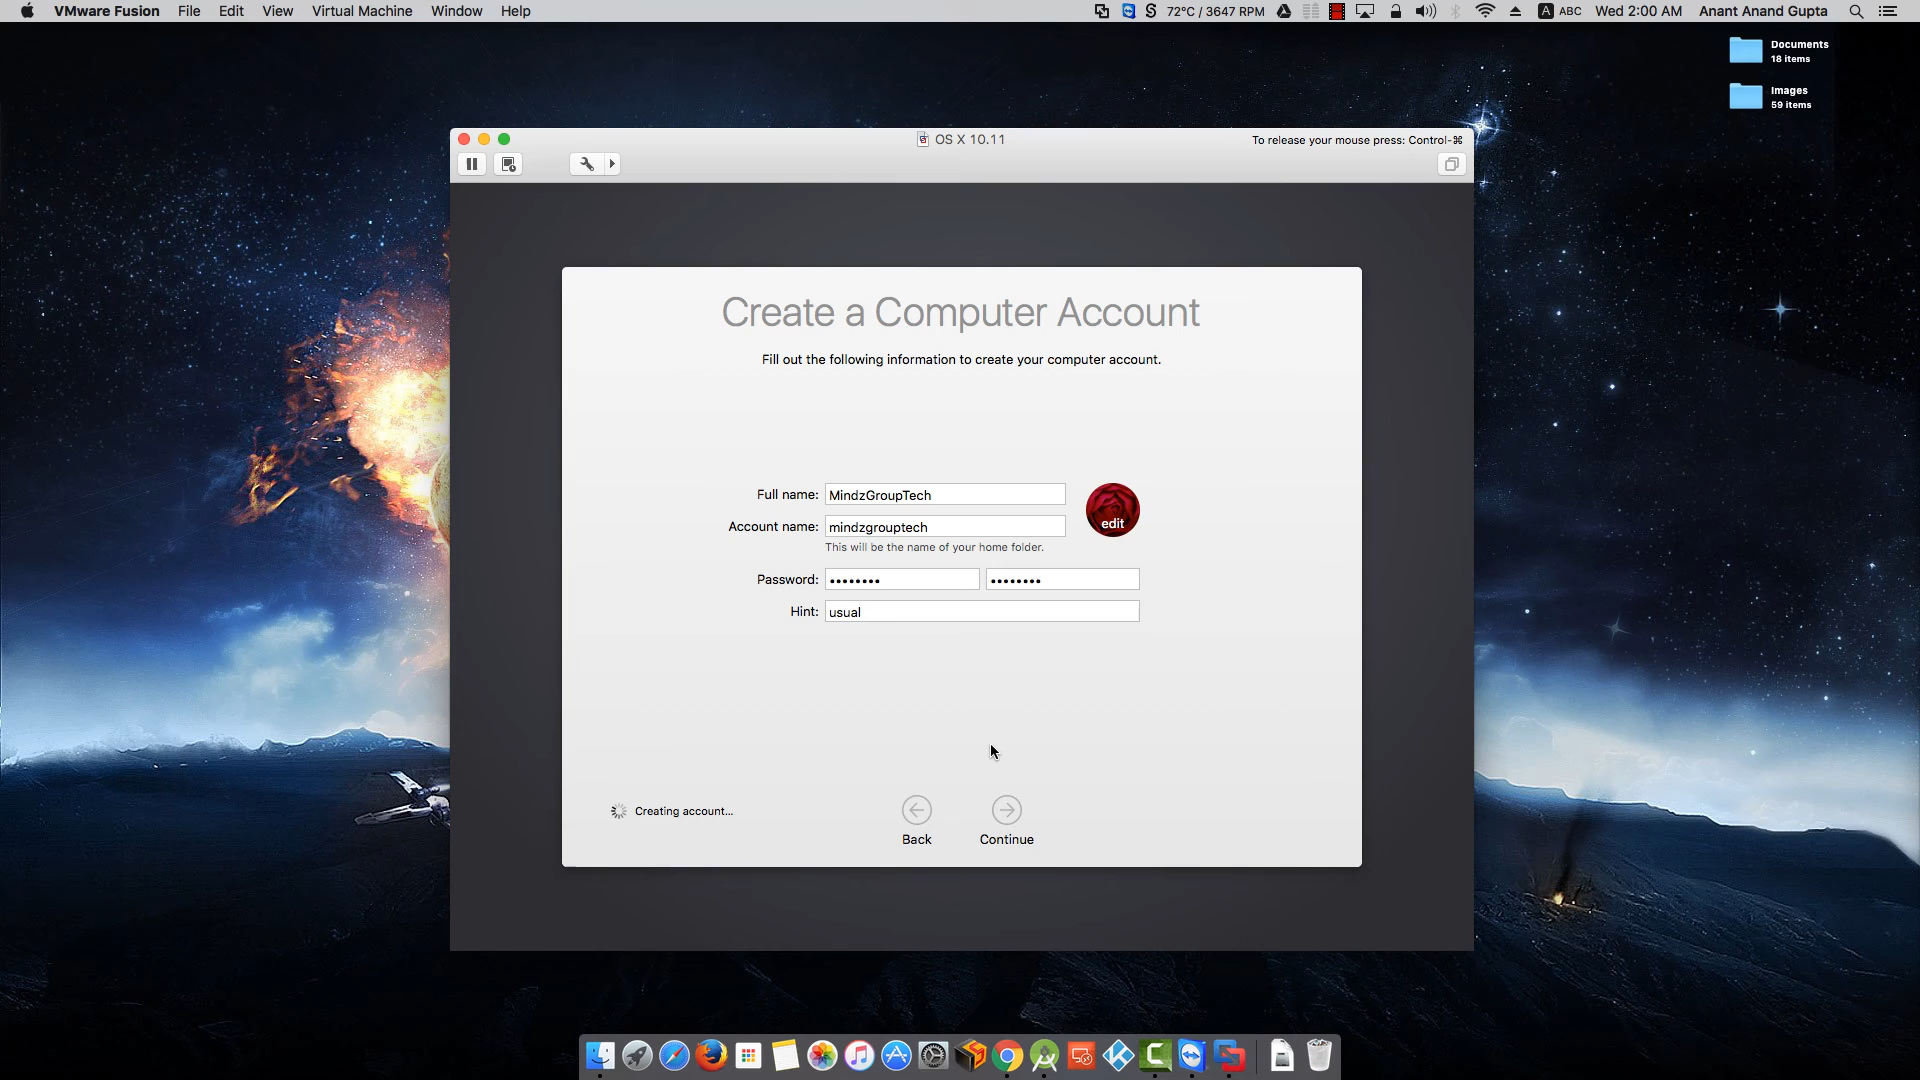 VMware Fusion File Edit View Virtual Machine Window Help 72°C / 3647 RPM A ABC Wed 2:00 AM Anant Anand Gupta
Documents
18 items
Images
59 items
OS X 10.11
To release your mouse press: Control-⌘
Create a Computer Account
Fill out the following information to create your computer account.
Full name: MindzGroupTech
edit
Account name: mindzgrouptech
This will be the name of your home folder.
Password: •••••••• ••••••••
Hint: usual
Creating account...
Back
Continue